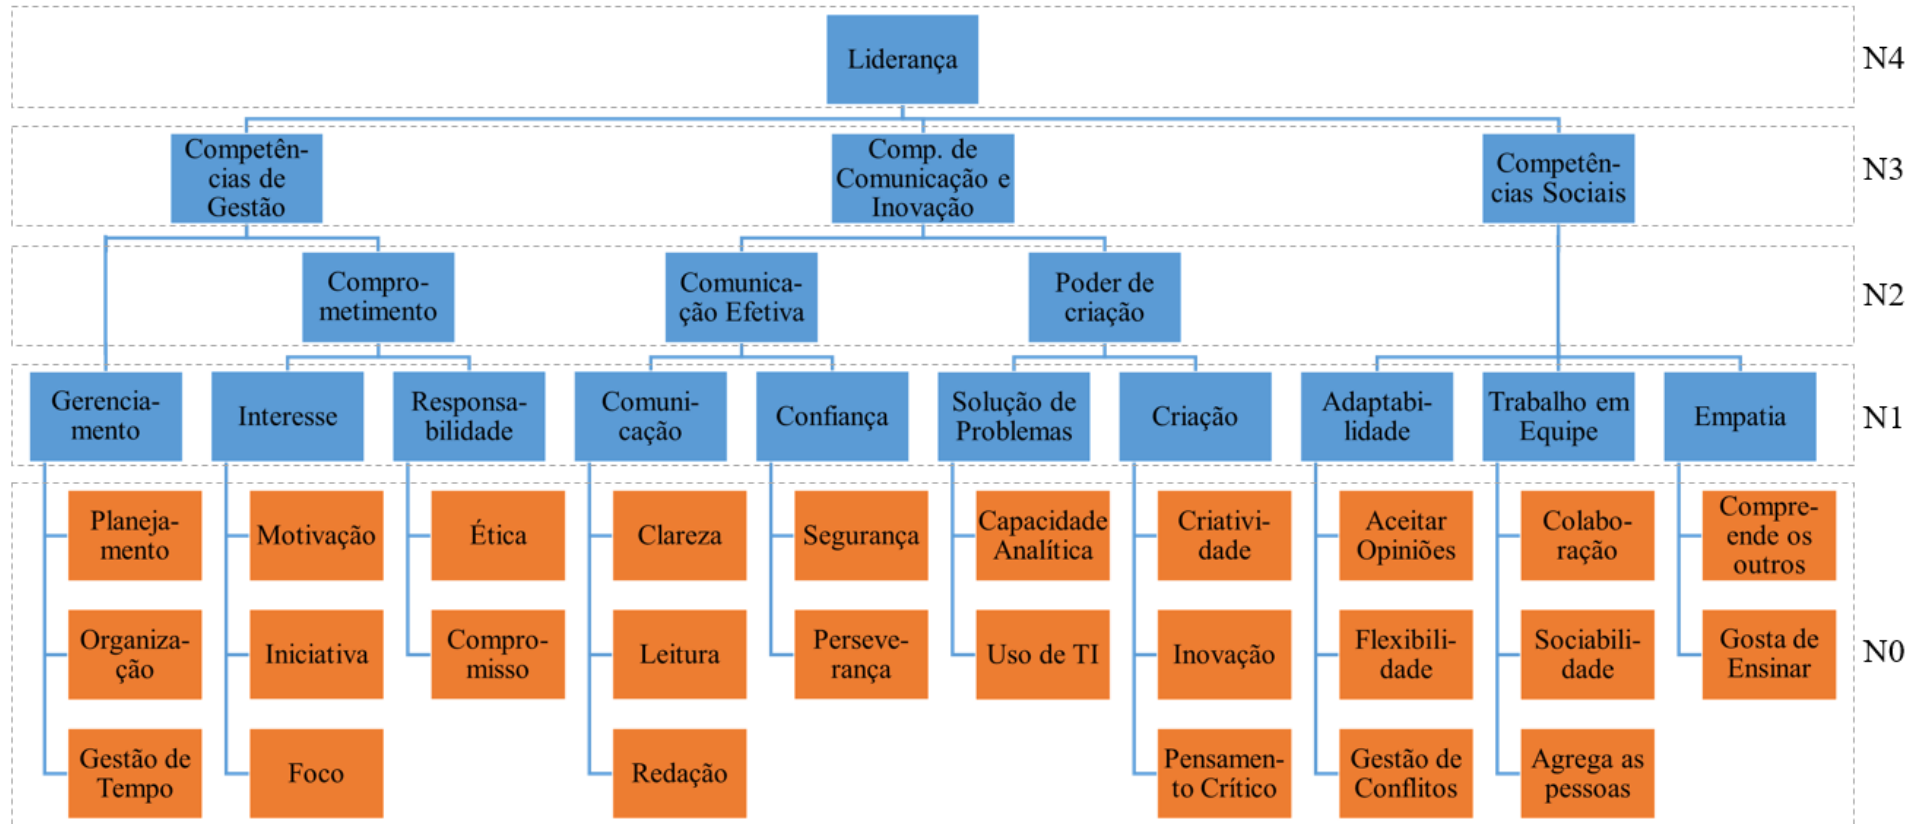 Liderança
N4
Competên-
cias de
Gestão
Comp. de
Comunicação e
Inovação
Competên-
cias Sociais
N3
Compro-
metimento
Comunica-
ção Efetiva
Poder de
criação
N2
Gerencia-
mento
Interesse
Responsa-
bilidade
Comuni-
cação
Confiança
Solução de
Problemas
Criação
Adaptabi-
lidade
Trabalho em
Equipe
Empatia
N1
Planeja-
mento
Motivação
Ética
Clareza
Segurança
Capacidade
Analítica
Criativi-
dade
Aceitar
Opiniões
Colabo-
ração
Compre-
ende os
outros
Organiza-
ção
Iniciativa
Compro-
misso
Leitura
Perseve-
rança
Uso de TI
Inovação
Flexibili-
dade
Sociabili-
dade
Gosta de
Ensinar
N0
Gestão de
Tempo
Foco
Redação
Pensamen-
to Crítico
Gestão de
Conflitos
Agrega as
pessoas